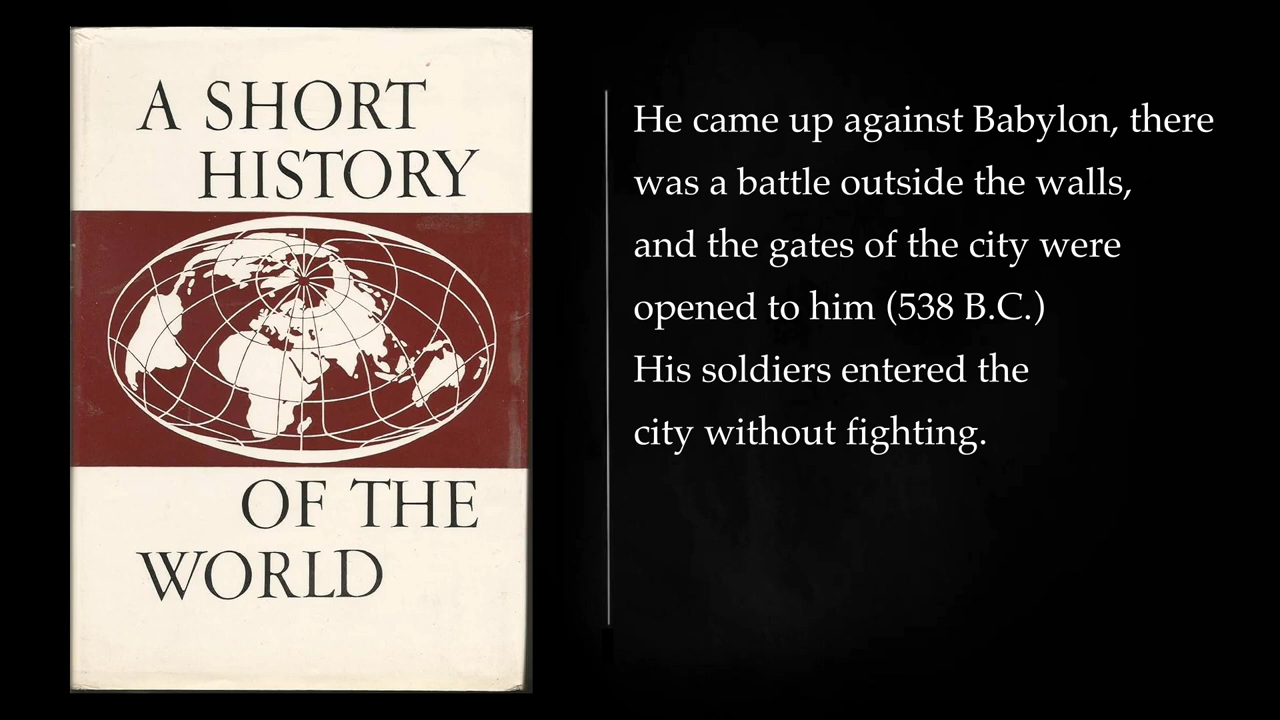 A SHORT
HISTORY
OF THE
WORLD
He came up against Babylon, there
was a battle outside the walls,
and the gates of the city were
opened to him (538 B.C.)
His soldiers entered the
city without fighting.